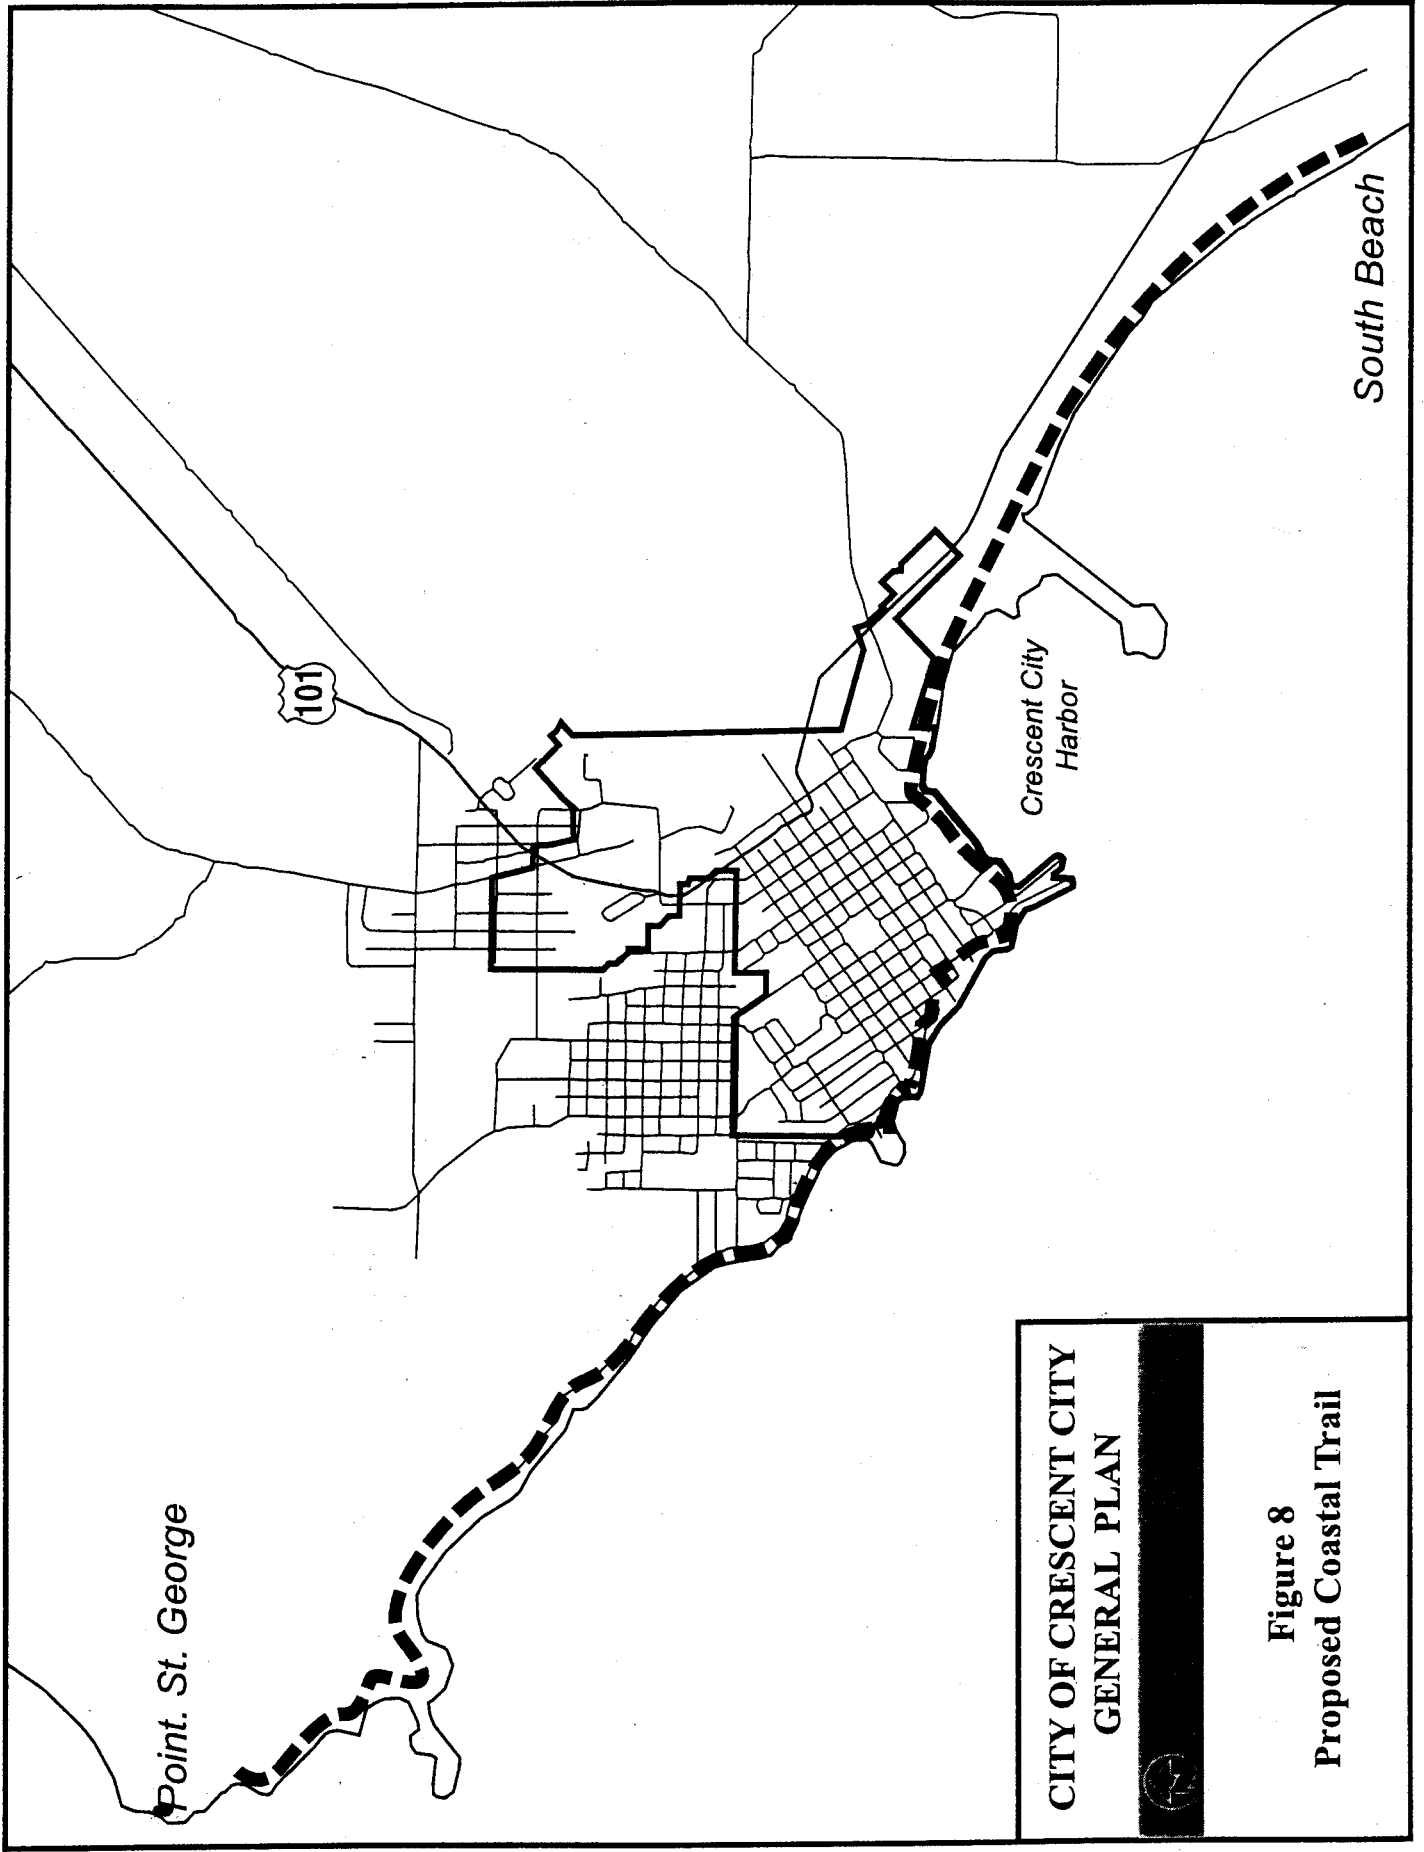 Point. St. George
101
Crescent City
Harbor
South Beach
CITY OF CRESCENT CITY
GENERAL PLAN
N
Figure 8
Proposed Coastal Trail